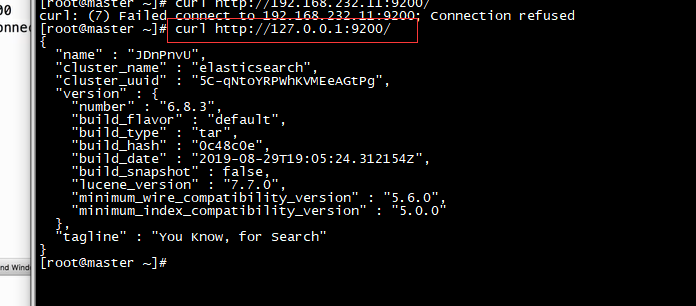 [root@master ~]# curl http://192.168.232.11:9200/
curl: (7) Failed connect to 192.168.232.11:9200; Connection refused
[root@master ~]# curl http://127.0.0.1:9200/
{
  "name" : "JDnPnvU",
  "cluster_name" : "elasticsearch",
  "cluster_uuid" : "5C-qNtoYRPWhKVMEeAGtPg",
  "version" : {
    "number" : "6.8.3",
    "build_flavor" : "default",
    "build_type" : "tar",
    "build_hash" : "0c48c0e",
    "build_date" : "2019-08-29T19:05:24.312154Z",
    "build_snapshot" : false,
    "lucene_version" : "7.7.0",
    "minimum_wire_compatibility_version" : "5.6.0",
    "minimum_index_compatibility_version" : "5.0.0"
  },
  "tagline" : "You Know, for Search"
}
[root@master ~]#
00
onnec
nd Windo